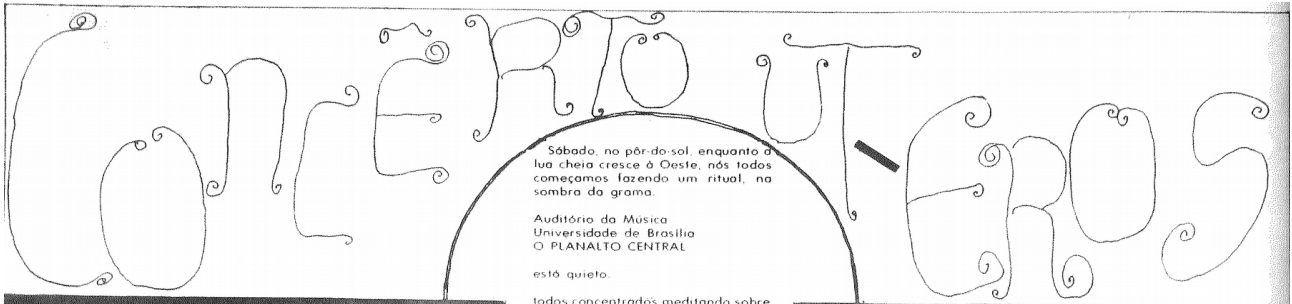 CONCÊRTO UT-EROS
Sábado, no pôr-do-sol, enquanto a
lua cheia cresce à Oeste, nós todos
começamos fazendo um ritual, na
sombra da grama.
Auditório da Música
Universidade de Brasília
O PLANALTO CENTRAL
está quieto.
todos concentrados meditando sobre